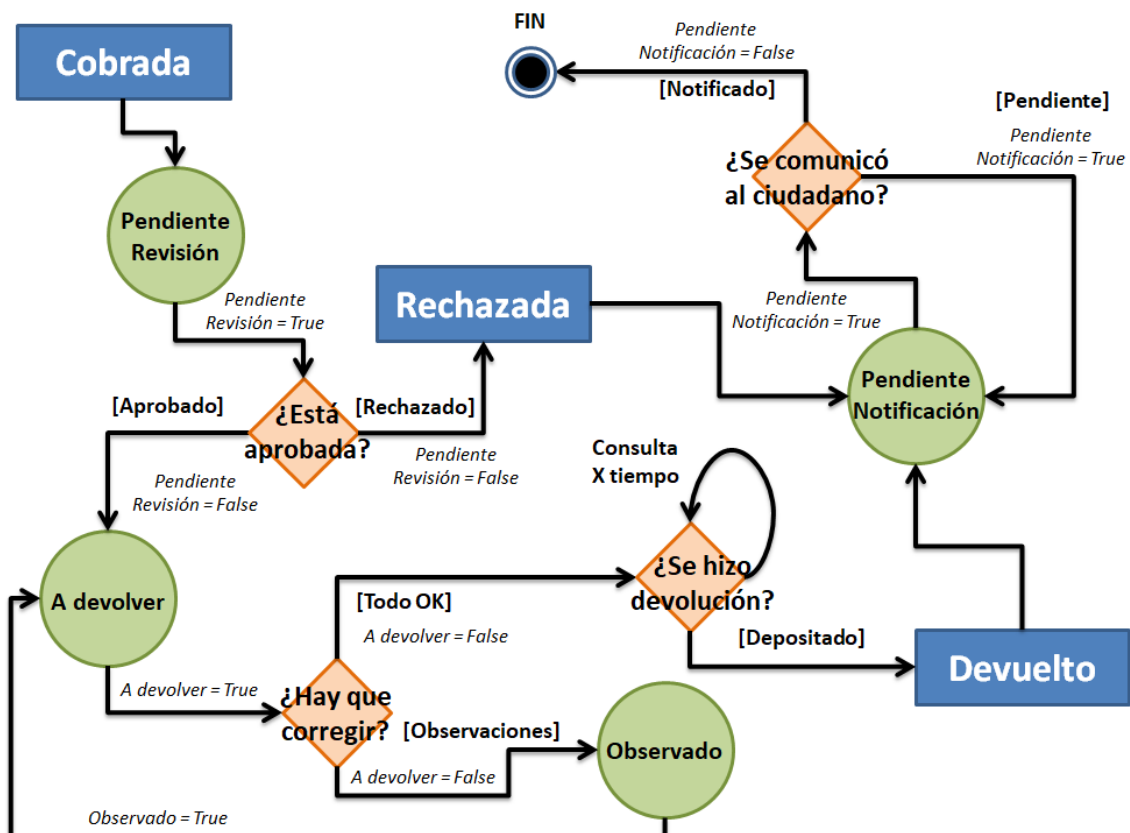 FIN
Pendiente
Notificación = False
Cobrada
[Notificado]
[Pendiente]
Pendiente
Notificación = True
¿Se comunicó
al ciudadano?
Pendiente
Revisión
Pendiente
Revisión = True
Rechazada
Pendiente
Notificación = True
Pendiente
Notificación
[Aprobado]
¿Está
aprobada?
[Rechazado]
Pendiente
Revisión = False
Pendiente
Revisión = False
Consulta
X tiempo
¿Se hizo
devolución?
A devolver
[Todo OK]
A devolver = False
[Depositado]
Devuelto
A devolver = True
¿Hay que
corregir?
[Observaciones]
A devolver = False
Observado
Observado = True